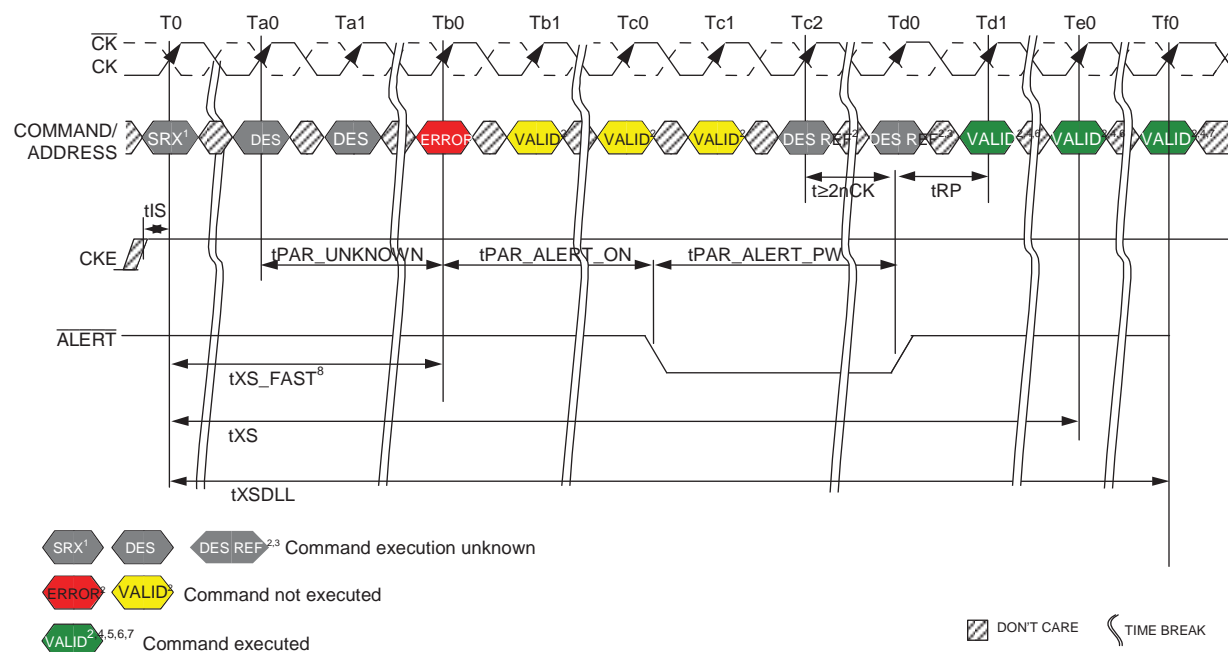 T0 Ta0 Ta1 Tb0 Tb1 Tc0 Tc1 Tc2 Td0 Td1 Te0 Tf0
CK
CK
COMMAND/
ADDRESS
SRX1 DES DES ERROR VALID2 VALID2 VALID2 DES REF2 DES REF2,3 VALID2,4,6 VALID2,4,6 VALID2,4,7
t≥2nCK tRP
tIS
CKE
tPAR_UNKNOWN tPAR_ALERT_ON tPAR_ALERT_PW
ALERT
tXS_FAST8
tXS
tXSDLL
SRX1 DES DES REF2,3 Command execution unknown
ERROR2 VALID2 Command not executed
VALID2,4,5,6,7 Command executed
DON'T CARE TIME BREAK